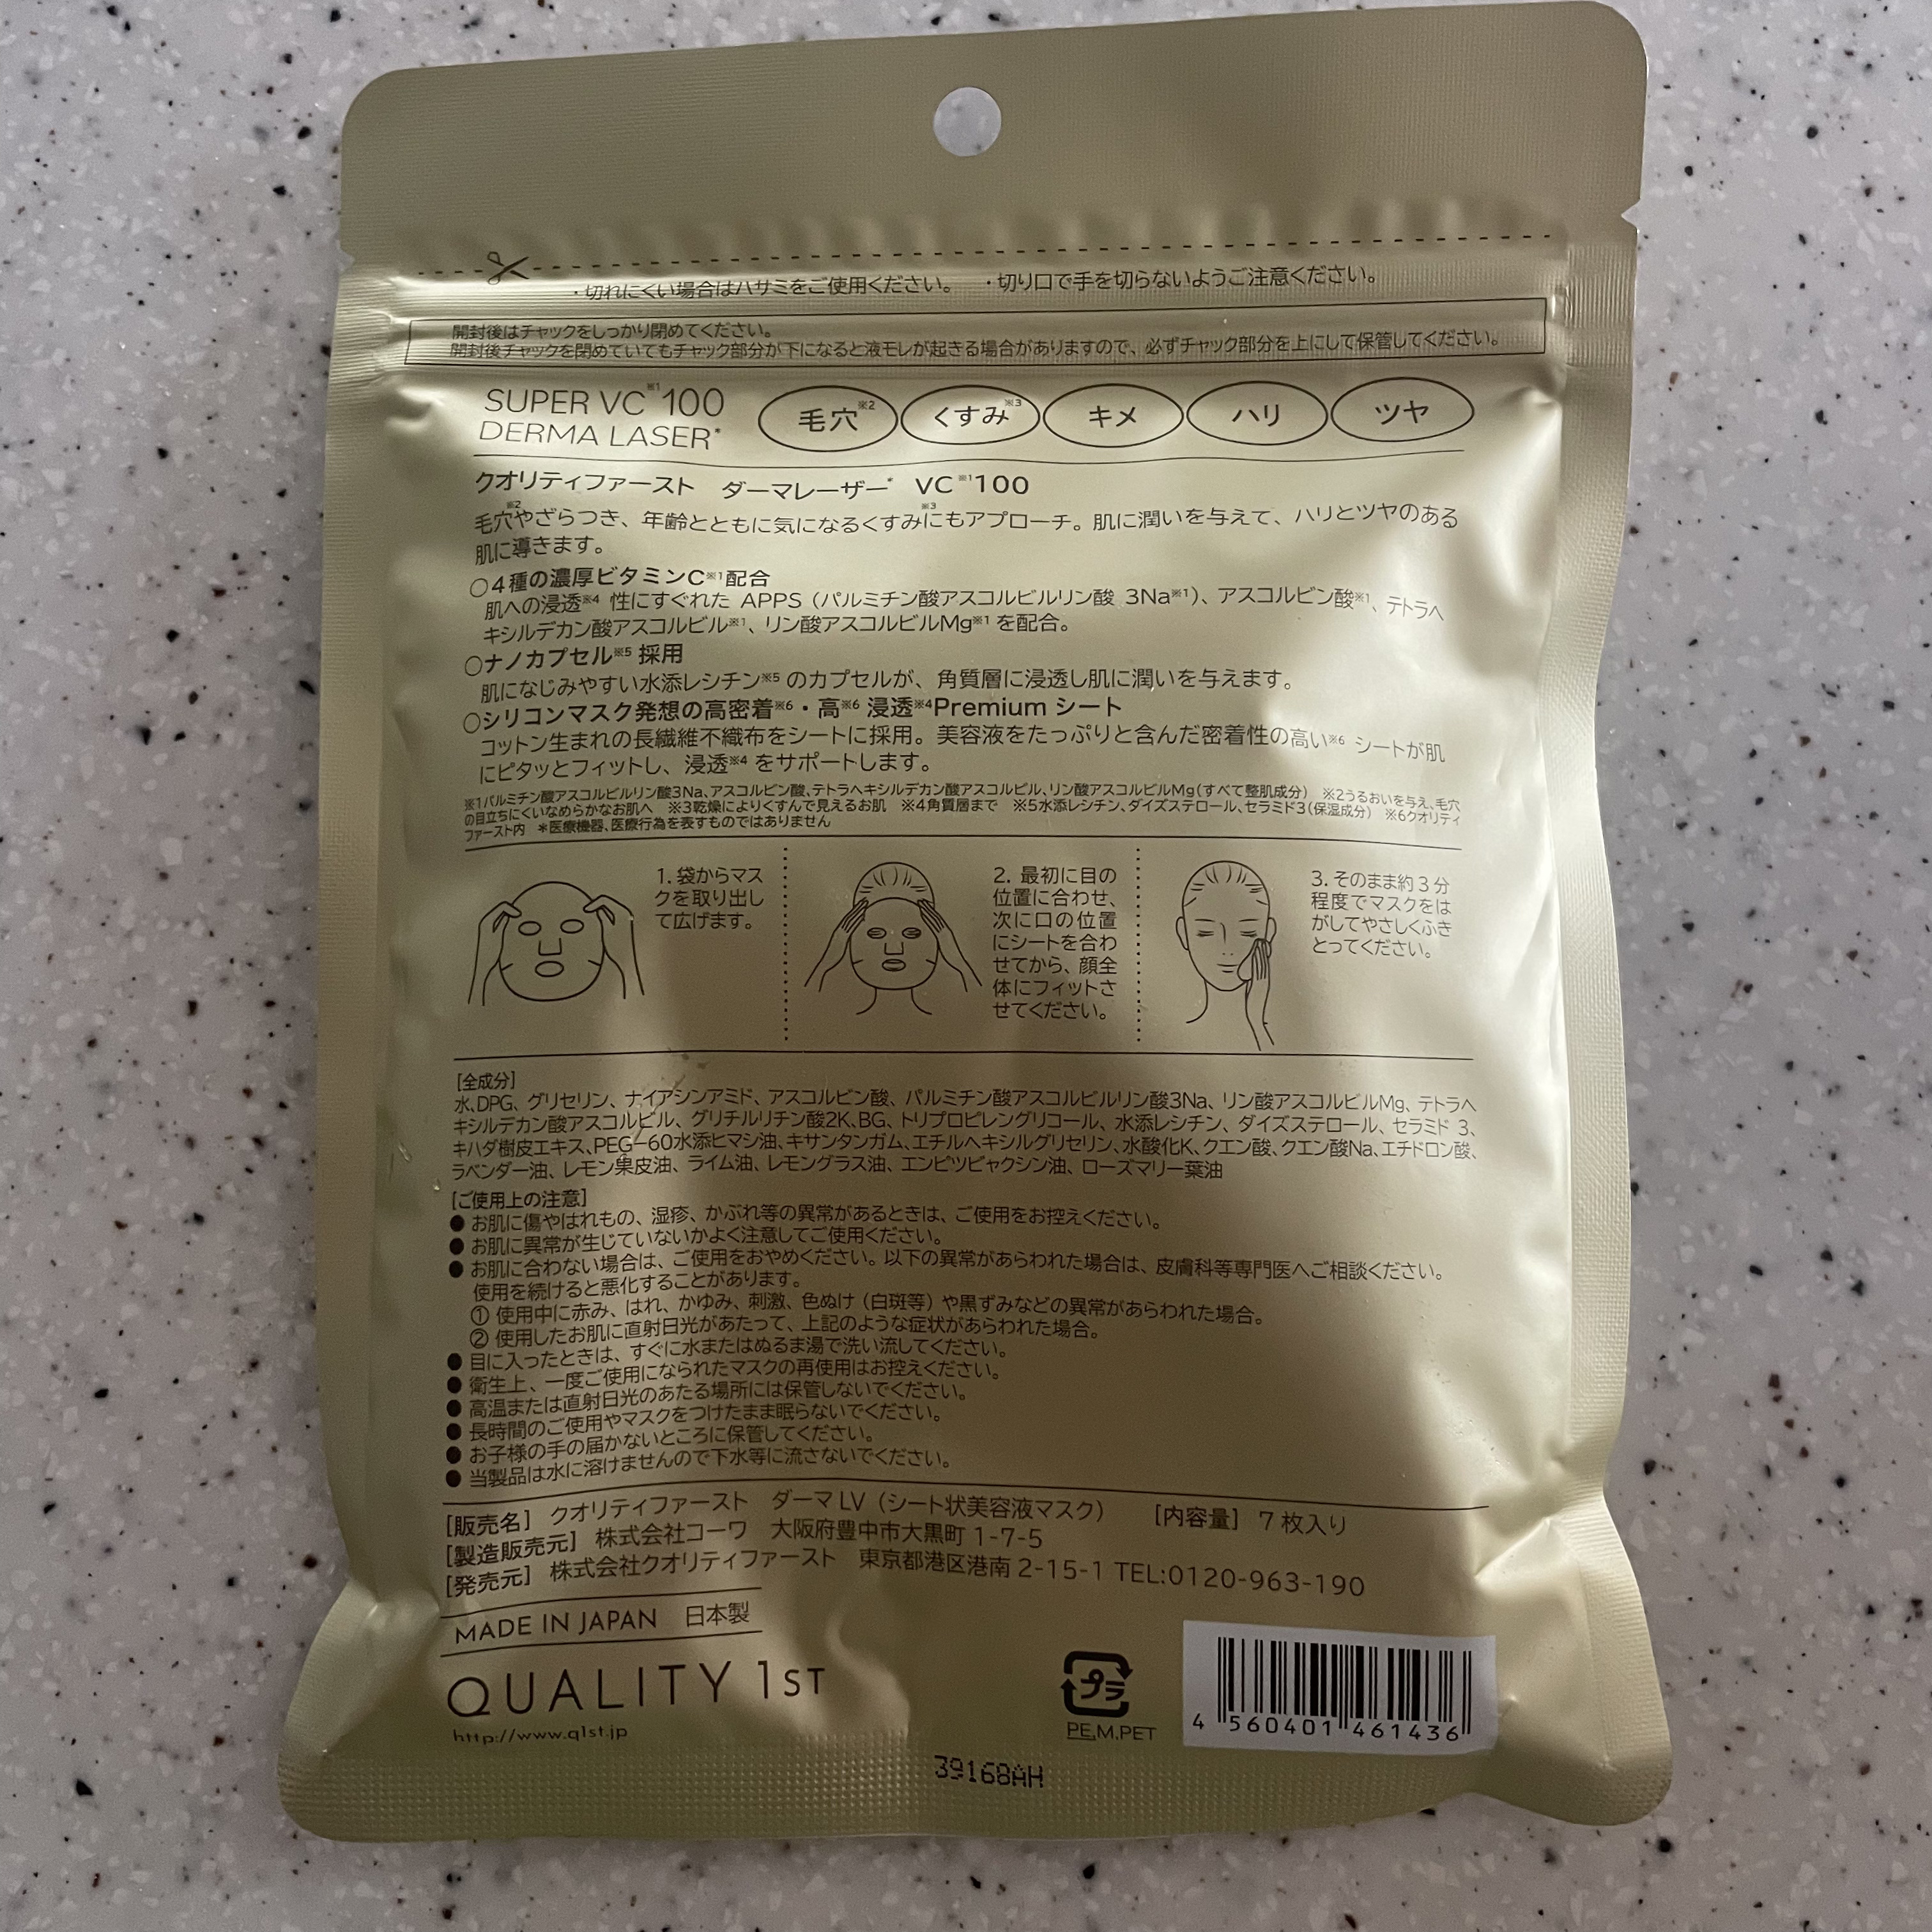 ・切れにくい場合はハサミをご使用ください。　・切り口で手を切らないようご注意ください。
開封後はチャックをしっかり閉めてください。
開封後チャックを閉めていてもチャック部分が下になると液モレが起きる場合がありますので、必ずチャック部分を上にして保管してください。
SUPER VC※1 100
DERMA LASER*
毛穴※2 くすみ※3 キメ ハリ ツヤ
クオリティファースト　ダーマレーザー*　VC※1 100
毛穴※2やざらつき、年齢とともに気になるくすみ※3にもアプローチ。肌に潤いを与えて、ハリとツヤのある
肌に導きます。
○4種の濃厚ビタミンC※1配合
肌への浸透※4 性にすぐれた APPS（パルミチン酸アスコルビルリン酸 3Na※1）、アスコルビン酸※1、テトラヘ
キシルデカン酸アスコルビル※1、リン酸アスコルビルMg※1 を配合。
○ナノカプセル※5 採用
肌になじみやすい水添レシチン※5 のカプセルが、角質層に浸透し肌に潤いを与えます。
○シリコンマスク発想の高密着※6・高※6 浸透※4Premium シート
コットン生まれの長繊維不織布をシートに採用。美容液をたっぷりと含んだ密着性の高い※6 シートが肌
にピタッとフィットし、浸透※4 をサポートします。
※1パルミチン酸アスコルビルリン酸3Na、アスコルビン酸、テトラヘキシルデカン酸アスコルビル、リン酸アスコルビルMg(すべて整肌成分)　※2うるおいを与え、毛穴
の目立ちにくいなめらかなお肌へ　※3乾燥によりくすんで見えるお肌　※4角質層まで　※5水添レシチン、ダイズステロール、セラミド3(保湿成分)　※6クオリティ
ファースト内　＊医療機器、医療行為を表すものではありません
1. 袋からマス
クを取り出し
て広げます。
2. 最初に目の
位置に合わせ、
次に口の位置
にシートを合わ
せてから、顔全
体にフィットさ
せてください。
3. そのまま約 3 分
程度でマスクをは
がしてやさしくふき
とってください。
[全成分]
水、DPG、グリセリン、ナイアシンアミド、アスコルビン酸、パルミチン酸アスコルビルリン酸3Na、リン酸アスコルビルMg、テトラヘ
キシルデカン酸アスコルビル、グリチルリチン酸2K、BG、トリプロピレングリコール、水添レシチン、ダイズステロール、セラミド 3、
キハダ樹皮エキス、PEG−60水添ヒマシ油、キサンタンガム、エチルヘキシルグリセリン、水酸化K、クエン酸、クエン酸Na、エチドロン酸、
ラベンダー油、レモン果皮油、ライム油、レモングラス油、エンピツビャクシン油、ローズマリー葉油
[ご使用上の注意]
● お肌に傷やはれもの、湿疹、かぶれ等の異常があるときは、ご使用をお控えください。
● お肌に異常が生じていないかよく注意してご使用ください。
● お肌に合わない場合は、ご使用をおやめください。以下の異常があらわれた場合は、皮膚科等専門医へご相談ください。
使用を続けると悪化することがあります。
① 使用中に赤み、はれ、かゆみ、刺激、色ぬけ（白斑等）や黒ずみなどの異常があらわれた場合。
② 使用したお肌に直射日光があたって、上記のような症状があらわれた場合。
● 目に入ったときは、すぐに水またはぬるま湯で洗い流してください。
● 衛生上、一度ご使用になられたマスクの再使用はお控えください。
● 高温または直射日光のあたる場所には保管しないでください。
● 長時間のご使用やマスクをつけたまま眠らないでください。
● お子様の手の届かないところに保管してください。
● 当製品は水に溶けませんので下水等に流さないでください。
[販売名]　クオリティファースト　ダーマ LV（シート状美容液マスク）　[内容量]　7 枚入り
[製造販売元]　株式会社コーワ　大阪府豊中市大黒町 1-7-5
[発売元]　株式会社クオリティファースト　東京都港区港南 2-15-1 TEL:0120-963-190
MADE IN JAPAN　日本製
QUALITY 1ST
http://www.q1st.jp
プラ
PE,M,PET
4 560401 461436
39168AH